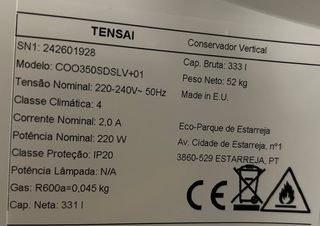 TENSAI
SN1: 242601928
Modelo: COO350SDSLV+01
Tensão Nominal: 220-240V~ 50Hz
Classe Climática: 4
Corrente Nominal: 2,0 A
Potência Nominal: 220 W
Classe Proteção: IP20
Potência Lâmpada: N/A
Gas: R600a=0,045 kg
Cap. Neta: 331 l
Conservador Vertical
Cap. Bruta: 333 l
Peso Neto: 52 kg
Made in E.U.
Eco-Parque de Estarreja
Av. Cidade de Estarreja, nº1
3860-529 ESTARREJA, PT
CE